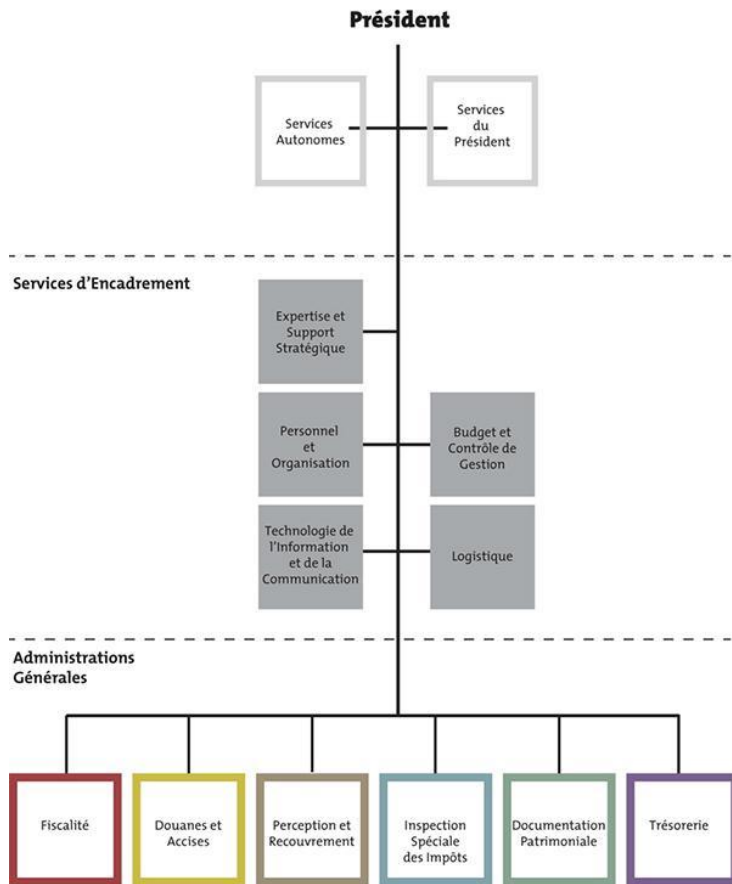 Président
Services
Autonomes
Services
du
Président
Services d'Encadrement
Expertise et
Support
Stratégique
Personnel
et
Organisation
Budget et
Contrôle de
Gestion
Technologie de
l'Information
et de la
Communication
Logistique
Administrations
Générales
Fiscalité
Douanes et
Accises
Perception et
Recouvrement
Inspection
Spéciale
des Impôts
Documentation
Patrimoniale
Trésorerie